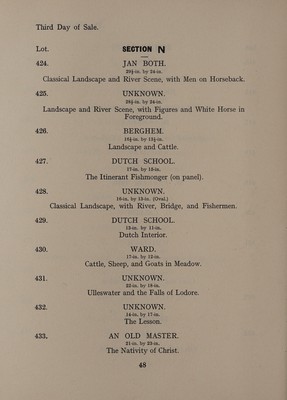 Third Day of Sale.
Lot. SECTION N
424. JAN BOTH.
29½-in. by 24-in.
Classical Landscape and River Scene, with Men on Horseback.
425. UNKNOWN.
29½-in. by 24-in.
Landscape and River Scene, with Figures and White Horse in
Foreground.
426. BERGHEM.
16½-in. by 13½-in.
Landscape and Cattle.
427. DUTCH SCHOOL.
17-in. by 13-in.
The Itinerant Fishmonger (on panel).
428. UNKNOWN.
16-in. by 13-in. (Oval.)
Classical Landscape, with River, Bridge, and Fishermen.
429. DUTCH SCHOOL.
13-in. by 11-in.
Dutch Interior.
430. WARD.
17-in. by 12-in.
Cattle, Sheep, and Goats in Meadow.
431. UNKNOWN.
22-in. by 18-in.
Ulleswater and the Falls of Lodore.
432. UNKNOWN.
14-in. by 17-in.
The Lesson.
433. AN OLD MASTER.
21-in. by 23-in.
The Nativity of Christ.
48